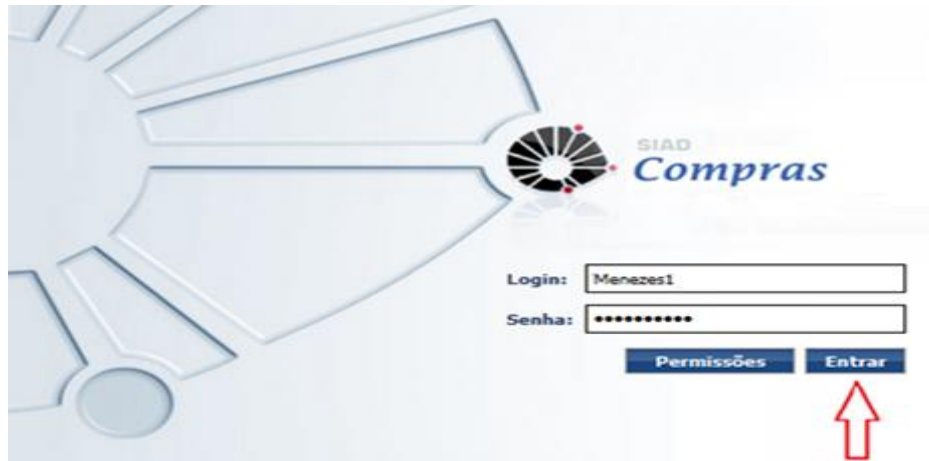 SIAD
Compras
Login: Menezes1
Senha: ••••••••••
Permissões Entrar